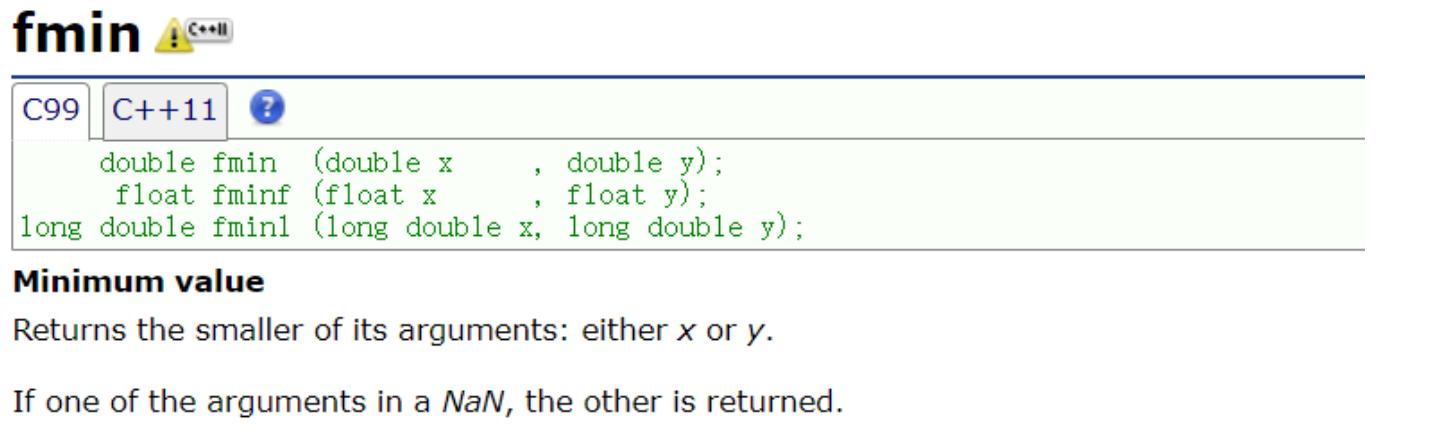 fmin C++11
C99 C++11 ?
double fmin (double x , double y);
float fminf (float x , float y);
long double fminl (long double x, long double y);
Minimum value
Returns the smaller of its arguments: either x or y.
If one of the arguments in a NaN, the other is returned.